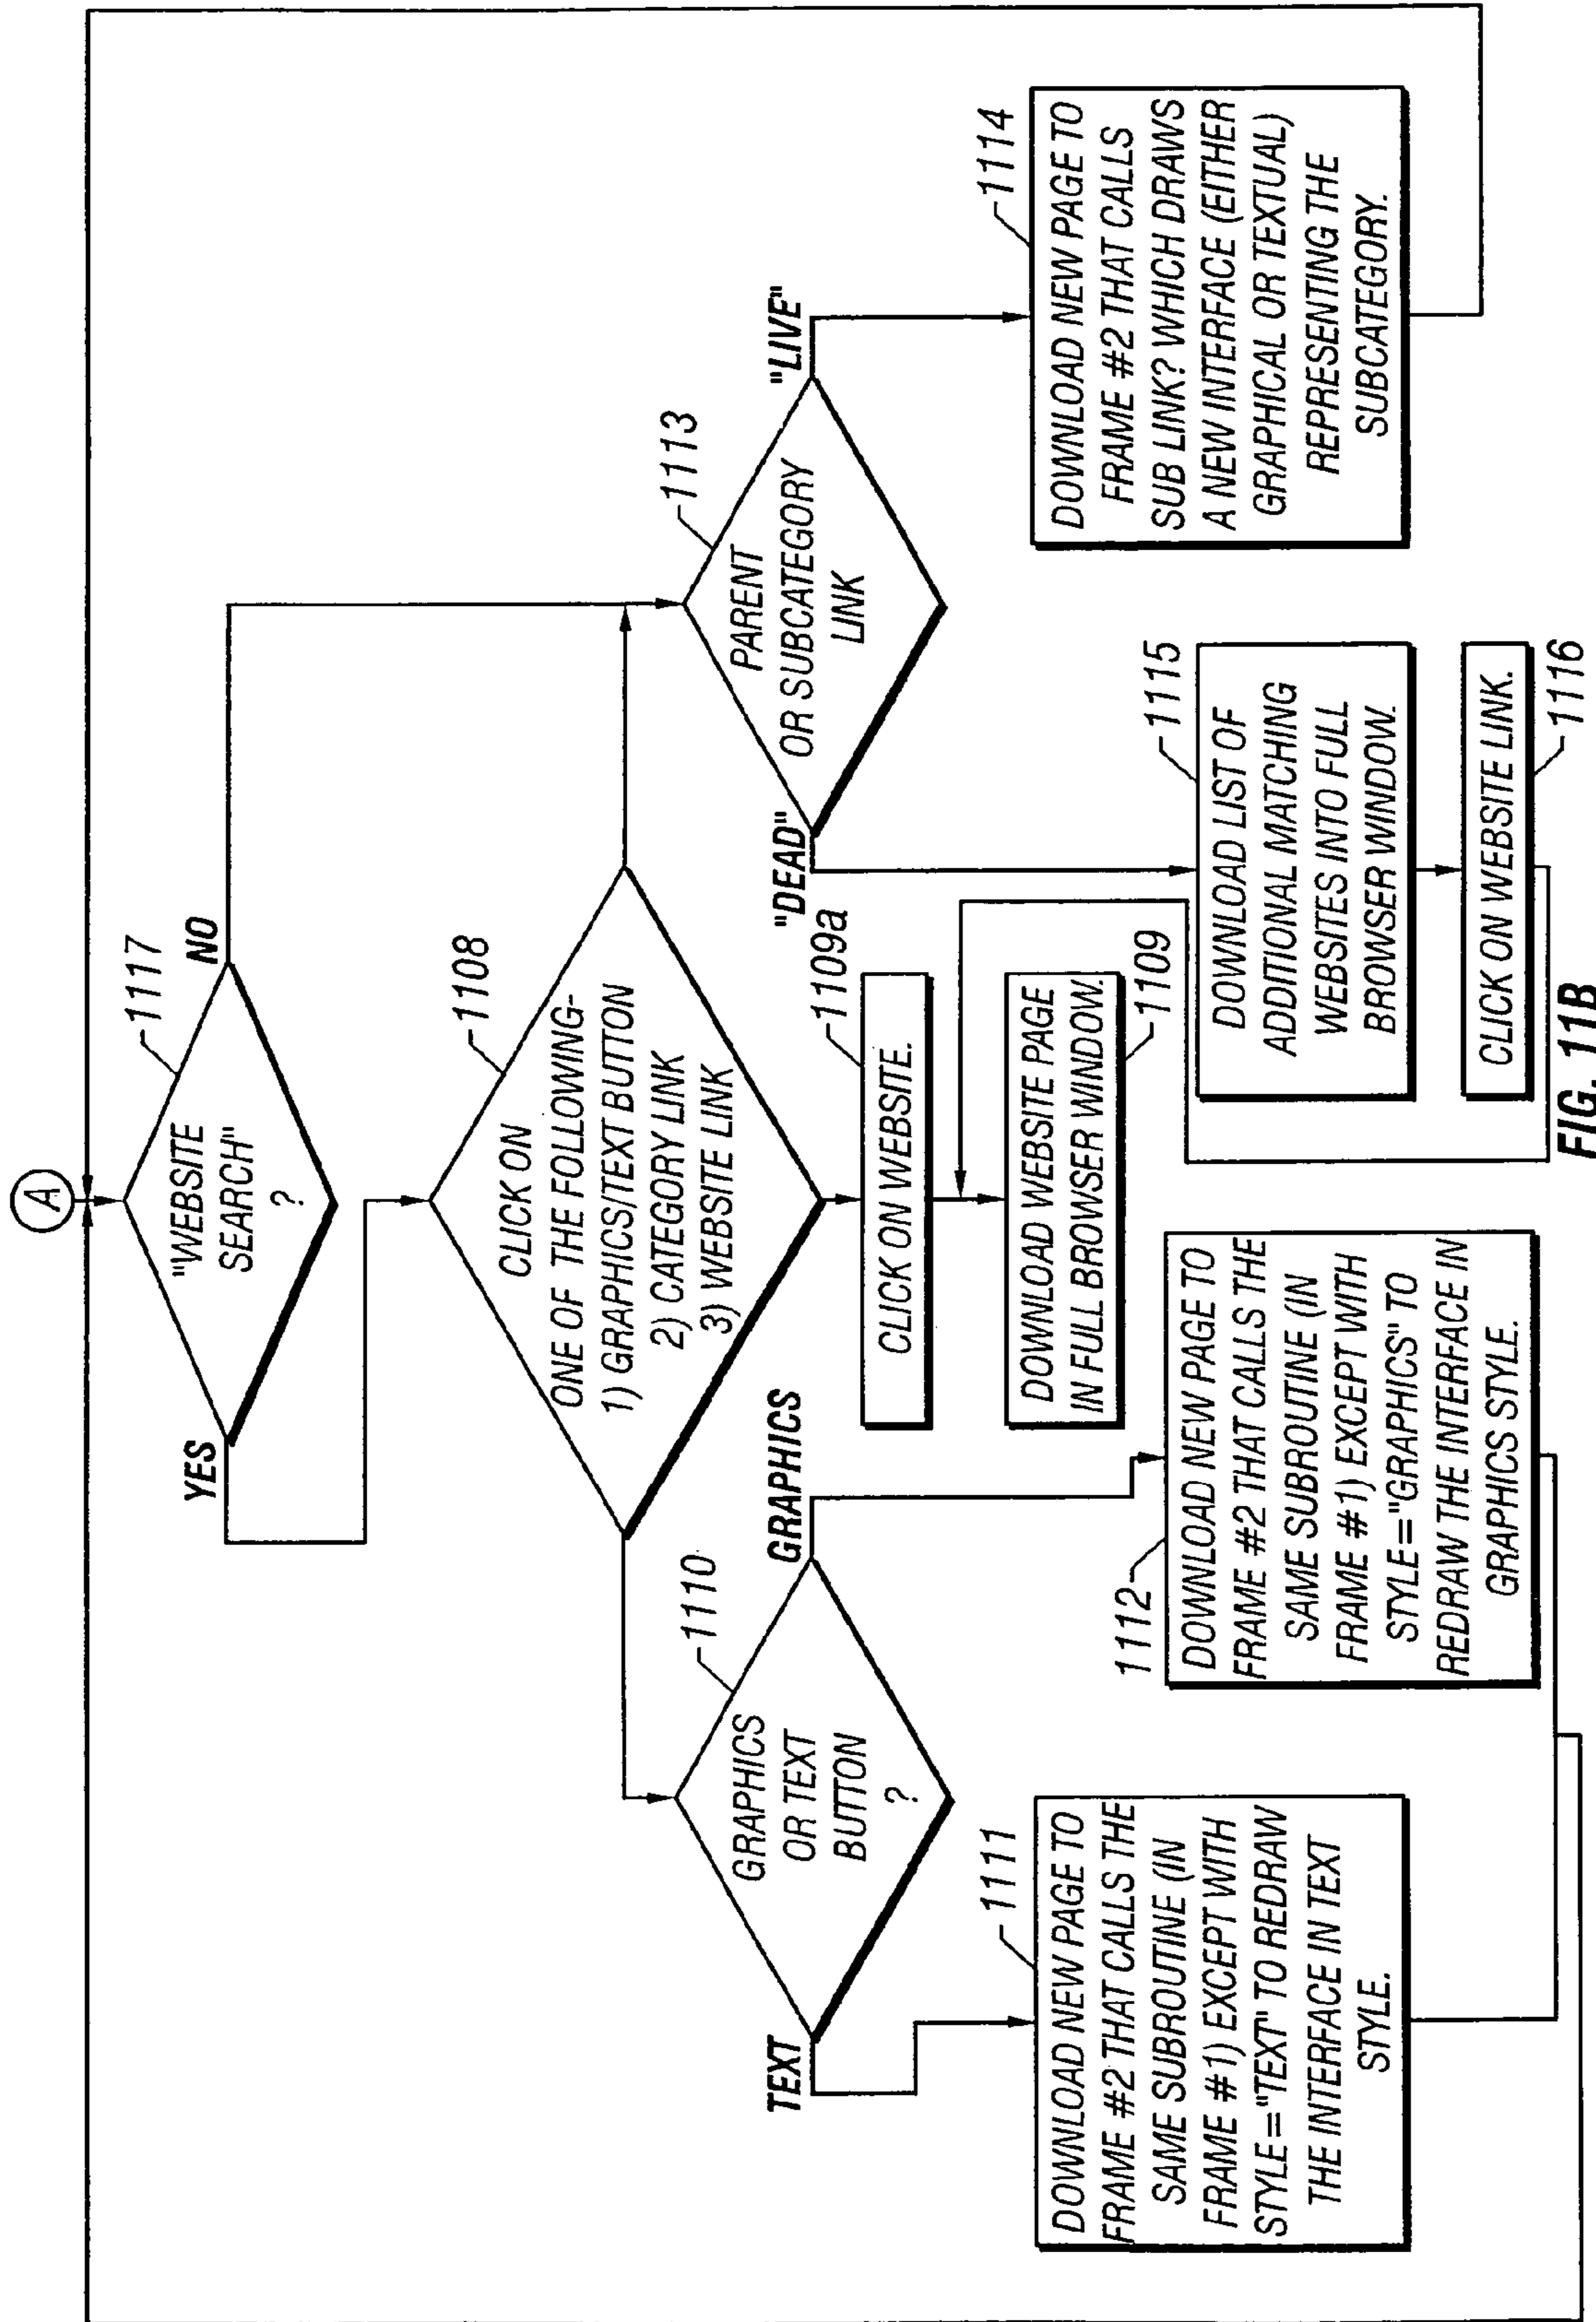 A
1117
"WEBSITE
SEARCH"
?
YES
NO
1108
CLICK ON
ONE OF THE FOLLOWING-
1) GRAPHICS/TEXT BUTTON
2) CATEGORY LINK
3) WEBSITE LINK
1110
GRAPHICS
OR TEXT
BUTTON
?
TEXT
GRAPHICS
1113
PARENT
OR SUBCATEGORY
LINK
"DEAD"
"LIVE"
1109a
CLICK ON WEBSITE.
DOWNLOAD WEBSITE PAGE
IN FULL BROWSER WINDOW.
1109
1111
DOWNLOAD NEW PAGE TO
FRAME #2 THAT CALLS THE
SAME SUBROUTINE (IN
FRAME #1) EXCEPT WITH
STYLE="TEXT" TO REDRAW
THE INTERFACE IN TEXT
STYLE.
1112
DOWNLOAD NEW PAGE TO
FRAME #2 THAT CALLS THE
SAME SUBROUTINE (IN
FRAME #1) EXCEPT WITH
STYLE="GRAPHICS" TO
REDRAW THE INTERFACE IN
GRAPHICS STYLE.
1115
DOWNLOAD LIST OF
ADDITIONAL MATCHING
WEBSITES INTO FULL
BROWSER WINDOW.
CLICK ON WEBSITE LINK.
1116
1114
DOWNLOAD NEW PAGE TO
FRAME #2 THAT CALLS
SUB LINK? WHICH DRAWS
A NEW INTERFACE (EITHER
GRAPHICAL OR TEXTUAL)
REPRESENTING THE
SUBCATEGORY.
FIG. 11B